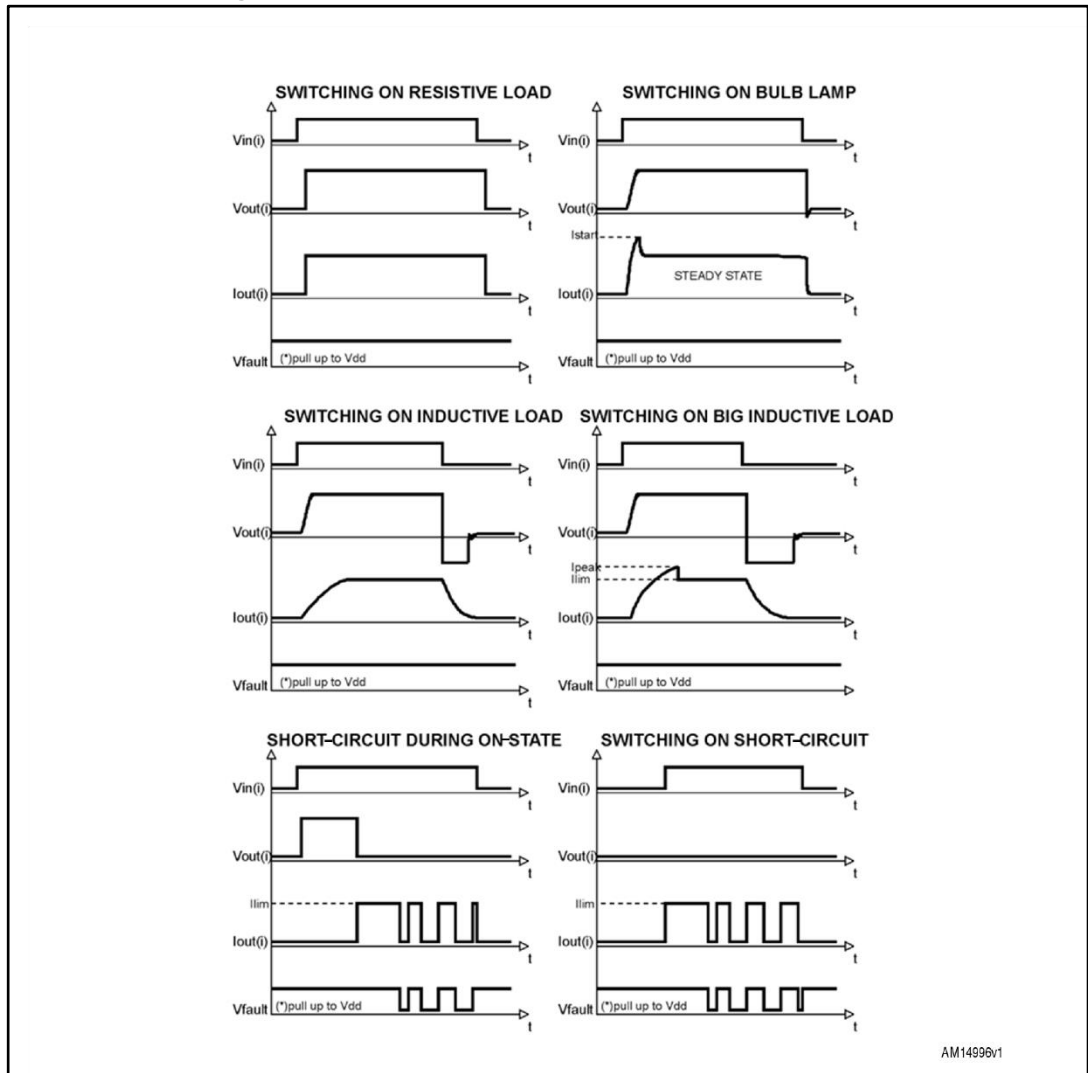 SWITCHING ON RESISTIVE LOAD
Vin(i)
t
Vout(i)
t
Iout(i)
t
Vfault
(*)pull up to Vdd
t
SWITCHING ON BULB LAMP
Vin(i)
t
Vout(i)
t
Istart
STEADY STATE
Iout(i)
t
Vfault
(*)pull up to Vdd
t
SWITCHING ON INDUCTIVE LOAD
Vin(i)
t
Vout(i)
t
Iout(i)
t
Vfault
(*)pull up to Vdd
t
SWITCHING ON BIG INDUCTIVE LOAD
Vin(i)
t
Vout(i)
t
Ipeak
Ilim
Iout(i)
t
Vfault
(*)pull up to Vdd
t
SHORT-CIRCUIT DURING ON-STATE
Vin(i)
t
Vout(i)
t
Ilim
Iout(i)
t
Vfault
(*)pull up to Vdd
t
SWITCHING ON SHORT-CIRCUIT
Vin(i)
t
Vout(i)
t
Ilim
Iout(i)
t
Vfault
(*)pull up to Vdd
t
AM14996v1